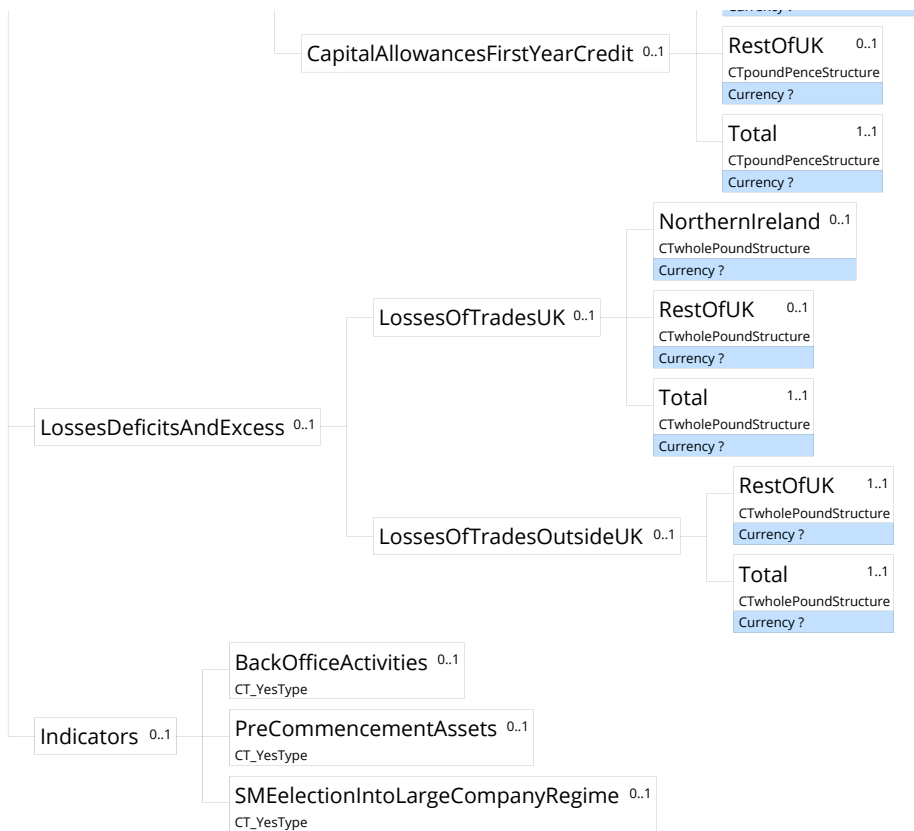 Currency ?
CapitalAllowancesFirstYearCredit 0..1
RestOfUK 0..1
CTpoundPenceStructure
Currency ?
Total 1..1
CTpoundPenceStructure
Currency ?
NorthernIreland 0..1
CTwholePoundStructure
Currency ?
LossesOfTradesUK 0..1
RestOfUK 0..1
CTwholePoundStructure
Currency ?
Total 1..1
CTwholePoundStructure
Currency ?
LossesDeficitsAndExcess 0..1
RestOfUK 1..1
CTwholePoundStructure
Currency ?
LossesOfTradesOutsideUK 0..1
Total 1..1
CTwholePoundStructure
Currency ?
BackOfficeActivities 0..1
CT_YesType
Indicators 0..1
PreCommencementAssets 0..1
CT_YesType
SMEelectionIntoLargeCompanyRegime 0..1
CT_YesType